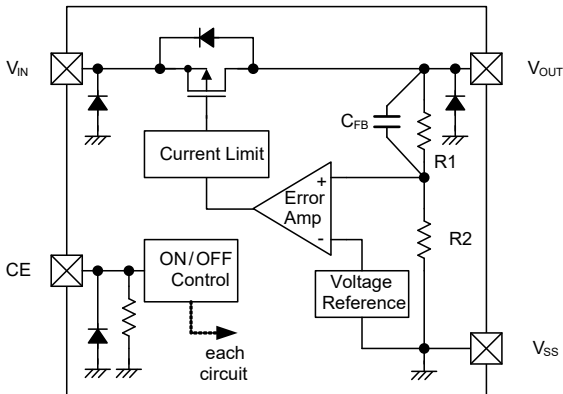 VIN
VOUT
CFB
R1
Current Limit
+
Error
Amp
-
R2
CE
ON/OFF
Control
Voltage
Reference
each
circuit
VSS